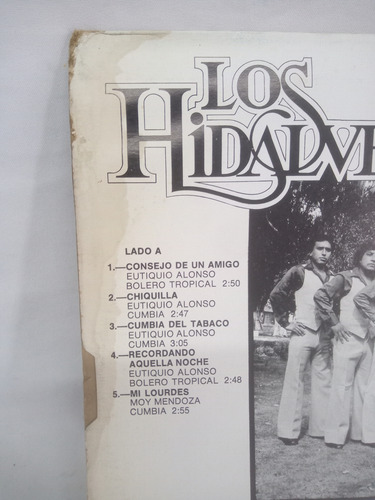 LOS
HIDALVE
LADO A
1.—CONSEJO DE UN AMIGO
EUTIQUIO ALONSO
BOLERO TROPICAL 2:50
2.—CHIQUILLA
EUTIQUIO ALONSO
CUMBIA 2:47
3.—CUMBIA DEL TABACO
EUTIQUIO ALONSO
CUMBIA 3:05
4.—RECORDANDO
AQUELLA NOCHE
EUTIQUIO ALONSO
BOLERO TROPICAL 2:48
5.—MI LOURDES
MOY MENDOZA
CUMBIA 2:55